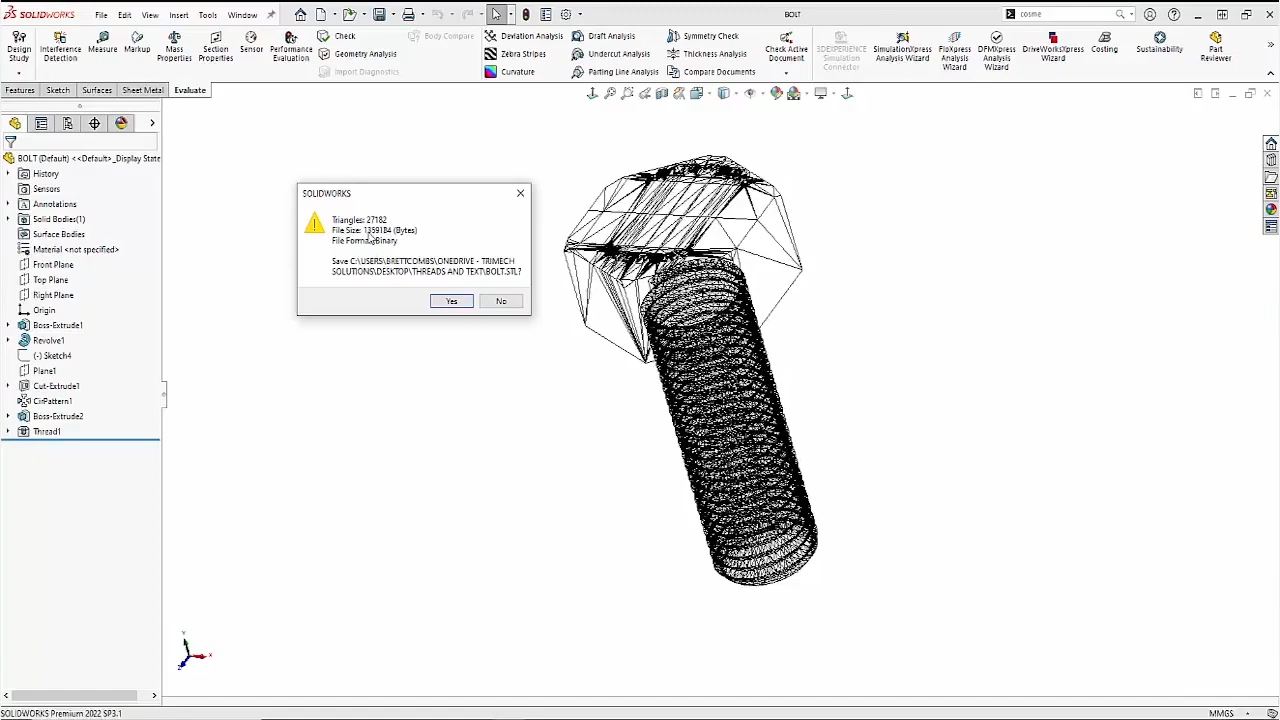 SOLIDWORKS File Edit View Insert Tools Window BOLT cosme
Design Study
Interference Detection
Measure
Markup
Mass Properties
Section Properties
Sensor
Performance Evaluation
Check
Geometry Analysis
Import Diagnostics
Body Compare
Deviation Analysis
Zebra Stripes
Curvature
Draft Analysis
Undercut Analysis
Parting Line Analysis
Symmetry Check
Thickness Analysis
Compare Documents
Check Active Document
3DEXPERIENCE Simulation Connector
SimulationXpress Analysis Wizard
FloXpress Analysis Wizard
DFMXpress Analysis Wizard
DriveWorksXpress Wizard
Costing
Sustainability
Part Reviewer
Features Sketch Surfaces Sheet Metal Evaluate
BOLT (Default) <<Default>_Display State
History
Sensors
Annotations
Solid Bodies(1)
Surface Bodies
Material <not specified>
Front Plane
Top Plane
Right Plane
Origin
Boss-Extrude1
Revolve1
(-) Sketch4
Plane1
Cut-Extrude1
CirPattern1
Boss-Extrude2
Thread1
SOLIDWORKS
Triangles: 27182
File Size: 1359184 (Bytes)
File Format: Binary
Save C:\USERS\BRETTCOMBS\ONEDRIVE - TRIMECH
SOLUTIONS\DESKTOP\THREADS AND TEXT\BOLT.STL?
Yes No
Y
X
Z
SOLIDWORKS Premium 2022 SP3.1 MMGS